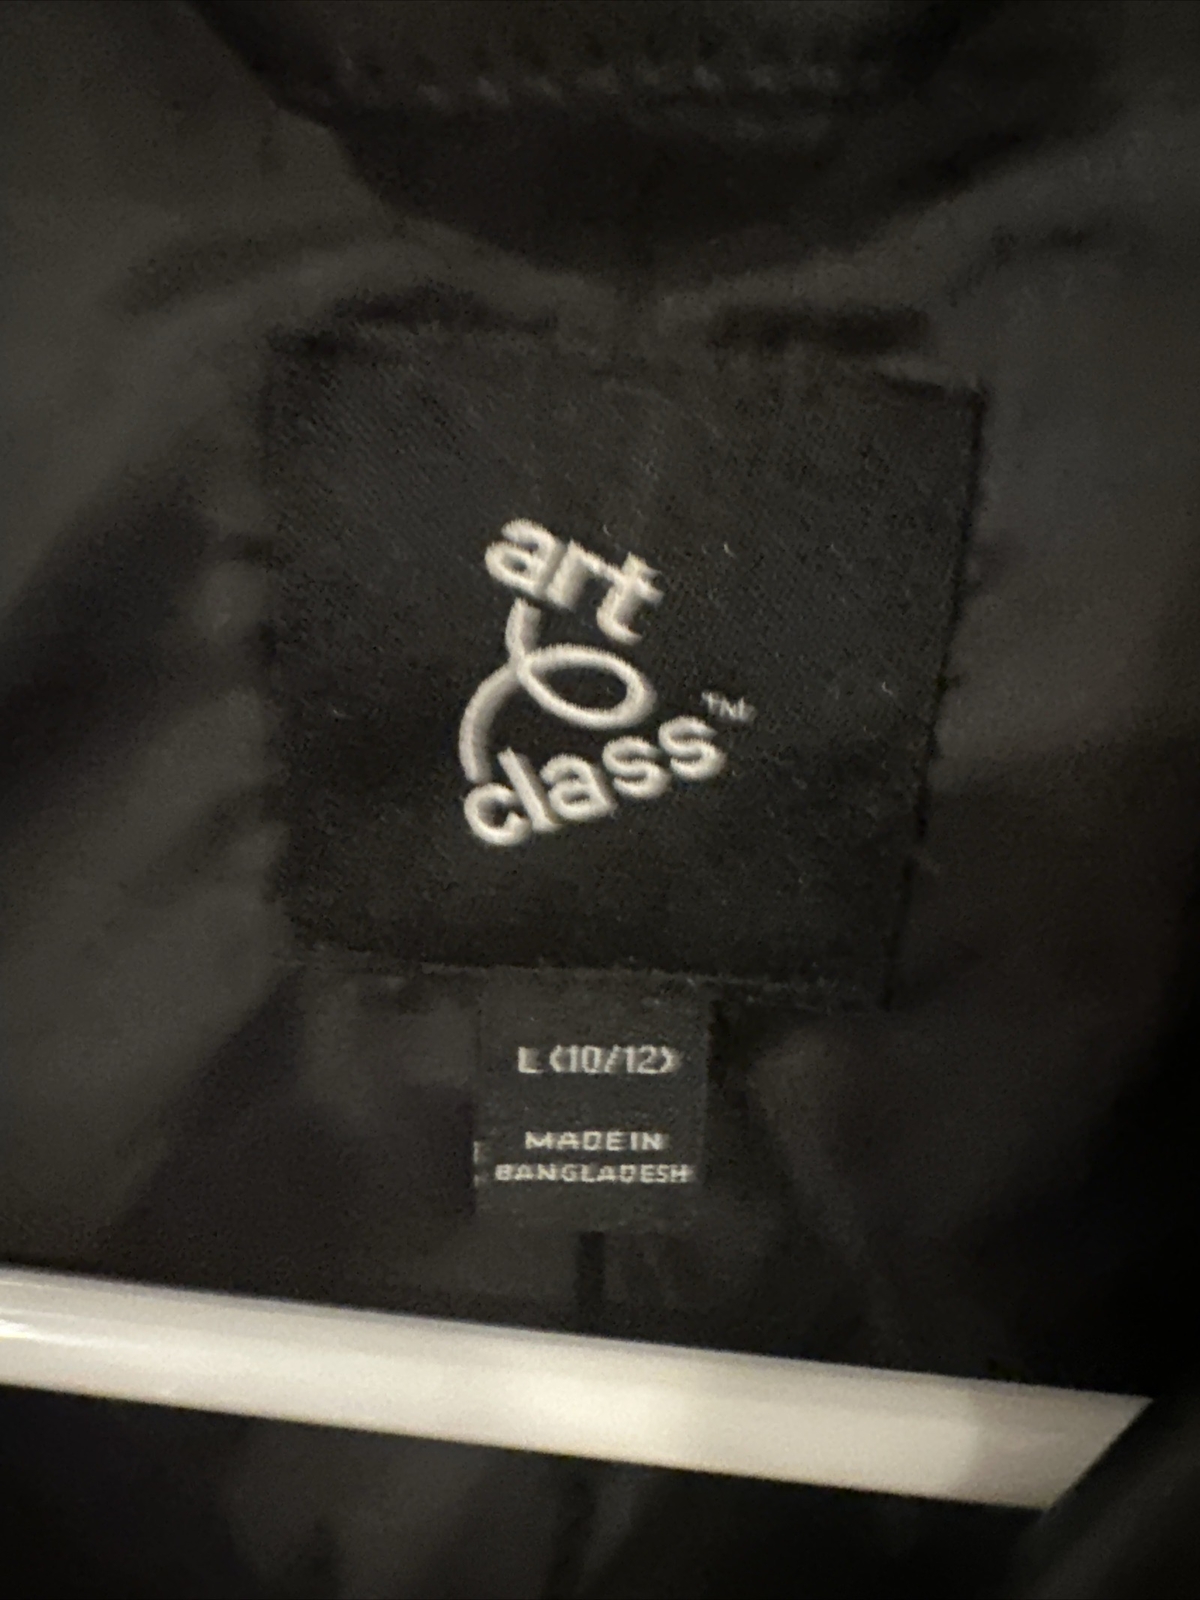 art
class™
L (10/12)
MADE IN
BANGLADESH